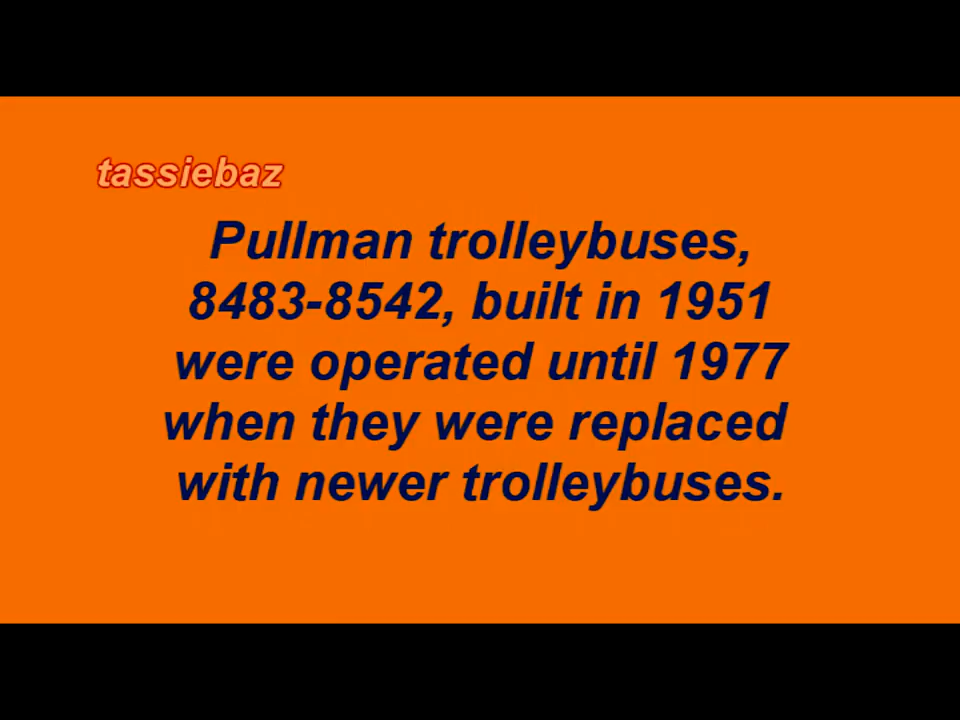 tassiebaz
Pullman trolleybuses,
8483-8542, built in 1951
were operated until 1977
when they were replaced
with newer trolleybuses.